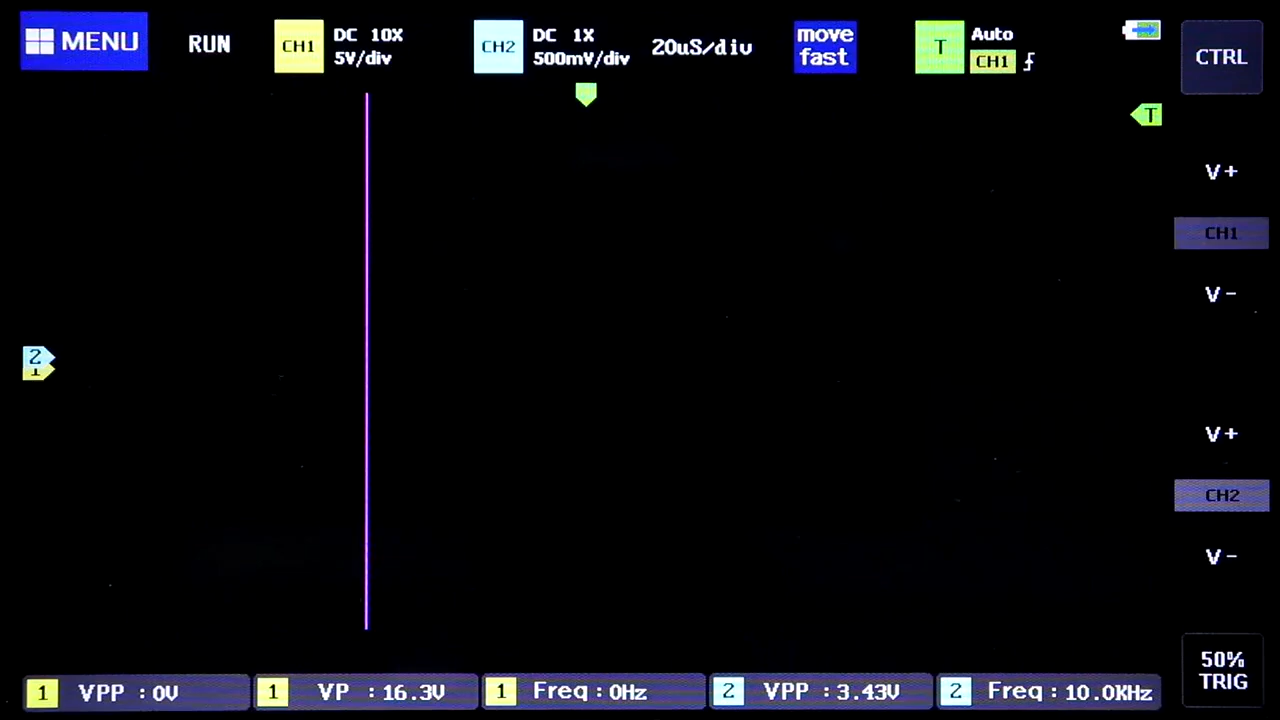 MENU
RUN
CH1
DC 10X
5V/div
CH2
DC 1X
500mV/div
20uS/div
move
fast
T
Auto
CH1
CTRL
T
V+
CH1
V-
2
1
V+
CH2
V-
50%
TRIG
1 VPP :0V
1 VP :16.3V
1 Freq:0Hz
2 VPP :3.43V
2 Freq:10.0KHz